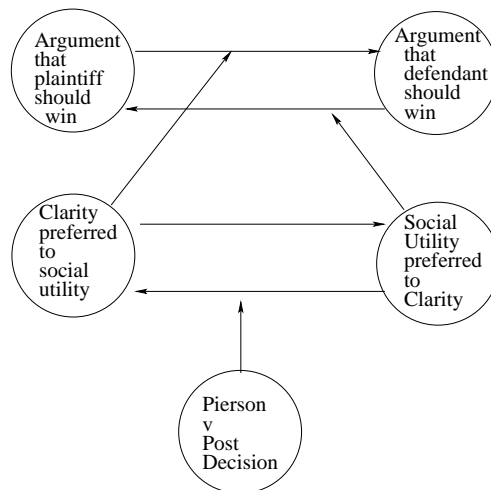 Argument
that
plaintiff
should
win
Argument
that
defendant
should
win
Clarity
preferred
to
social
utility
Social
Utility
preferred
to
Clarity
Pierson
v
Post
Decision